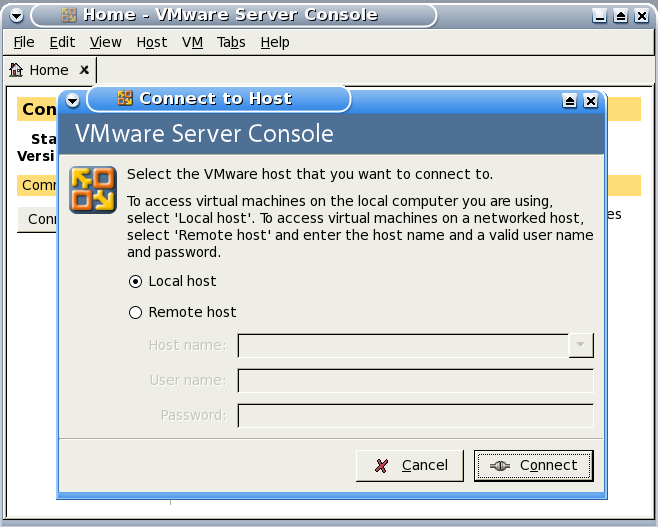 Home - VMware Server Console
File Edit View Host VM Tabs Help
Home
Con
Sta
Versi
Com
Conn
es
Connect to Host
VMware Server Console
Select the VMware host that you want to connect to.
To access virtual machines on the local computer you are using,
select 'Local host'. To access virtual machines on a networked host,
select 'Remote host' and enter the host name and a valid user name
and password.
Local host
Remote host
Host name:
User name:
Password:
Cancel
Connect